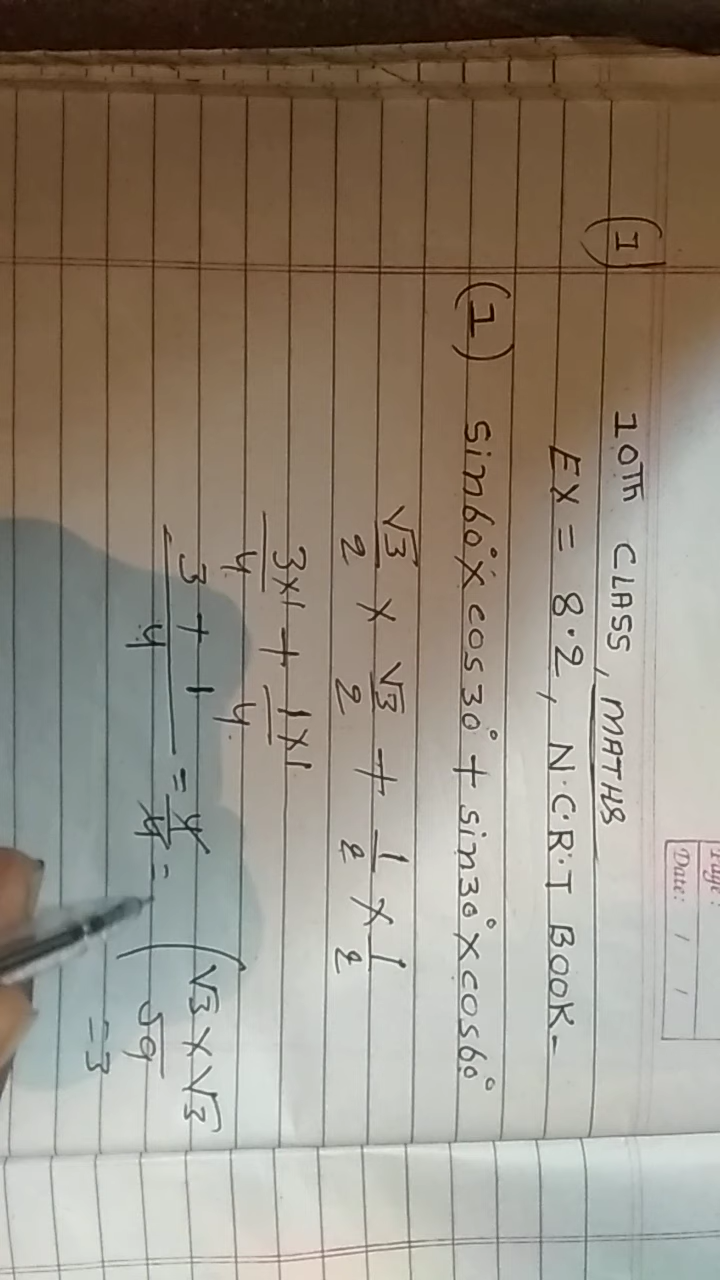 Page:
Date: / /
(1) 10Th CLASS, MATHS
EX = 8.2, N.C.R.T BOOK-
(1) sin60° × cos30° + sin30° × cos60°
√3/2 × √3/2 + 1/2 × 1/2
3×1/4 + 1×1/4
3 + 1/4 = 4/4 =
(√3 × √3
√9
=3